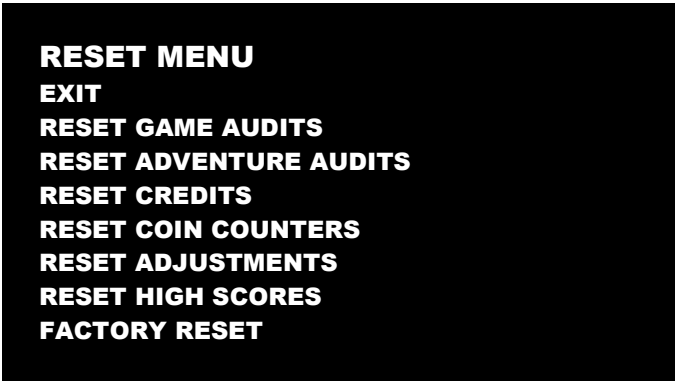 RESET MENU
EXIT
RESET GAME AUDITS
RESET ADVENTURE AUDITS
RESET CREDITS
RESET COIN COUNTERS
RESET ADJUSTMENTS
RESET HIGH SCORES
FACTORY RESET